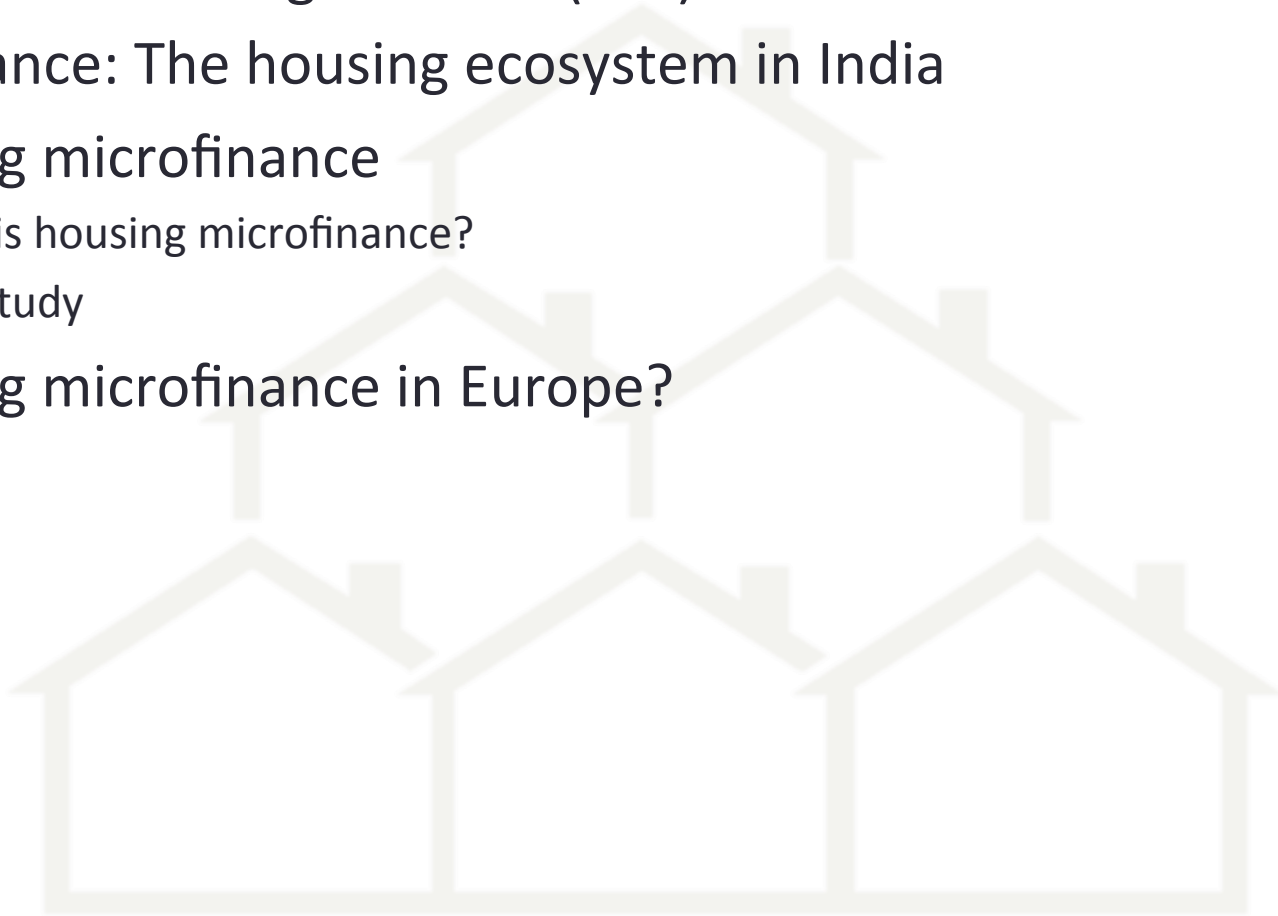 ance: The housing ecosystem in India
g microfinance
is housing microfinance?
tudy
g microfinance in Europe?